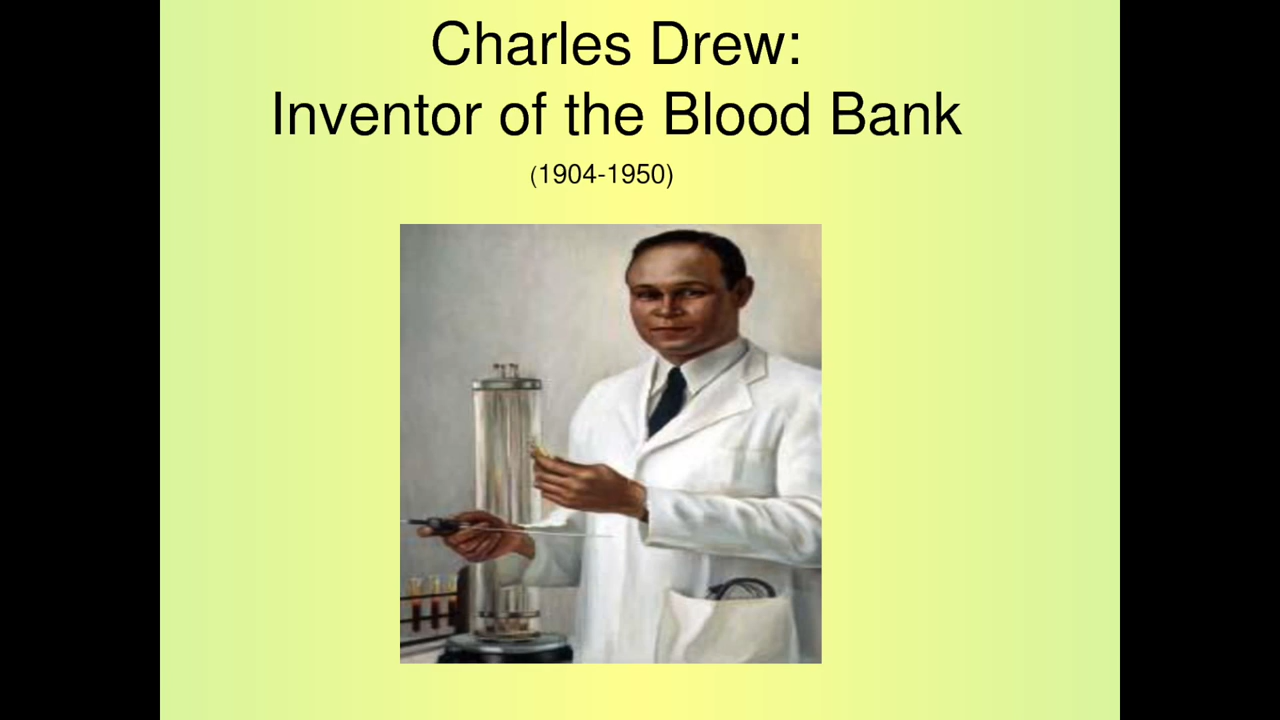 Charles Drew:
Inventor of the Blood Bank
(1904-1950)